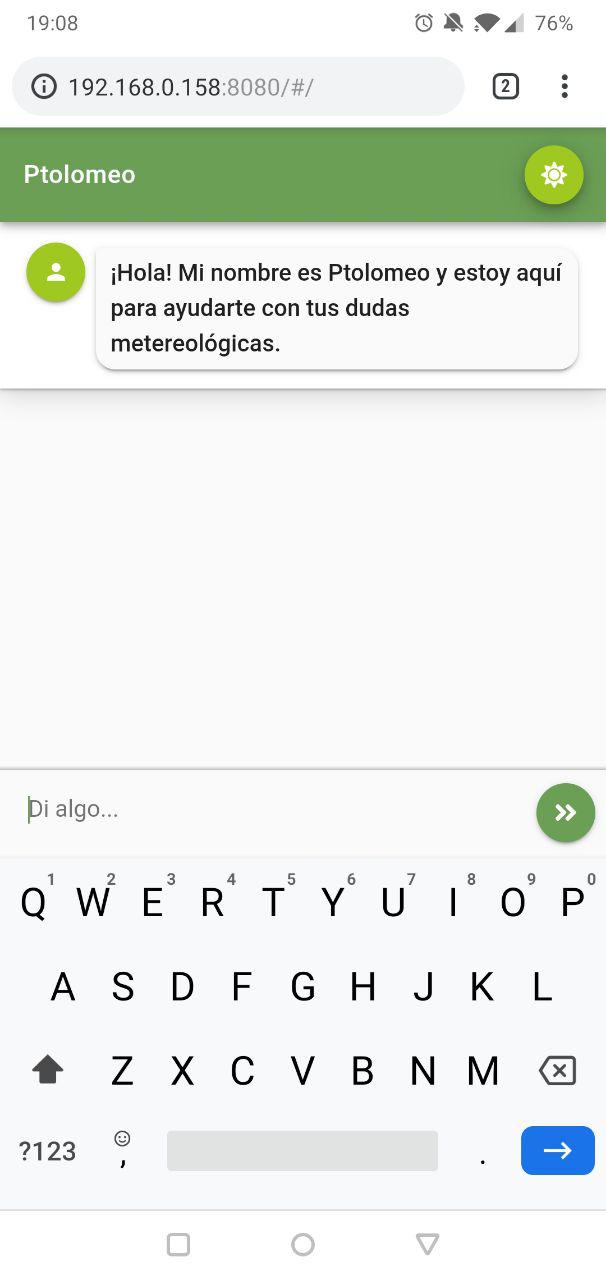 19:08 76%
192.168.0.158:8080/#/ 2
Ptolomeo
¡Hola! Mi nombre es Ptolomeo y estoy aquí
para ayudarte con tus dudas
metereológicas.
Di algo...
1 2 3 4 5 6 7 8 9 0
Q W E R T Y U I O P
A S D F G H J K L
Z X C V B N M
?123 , .